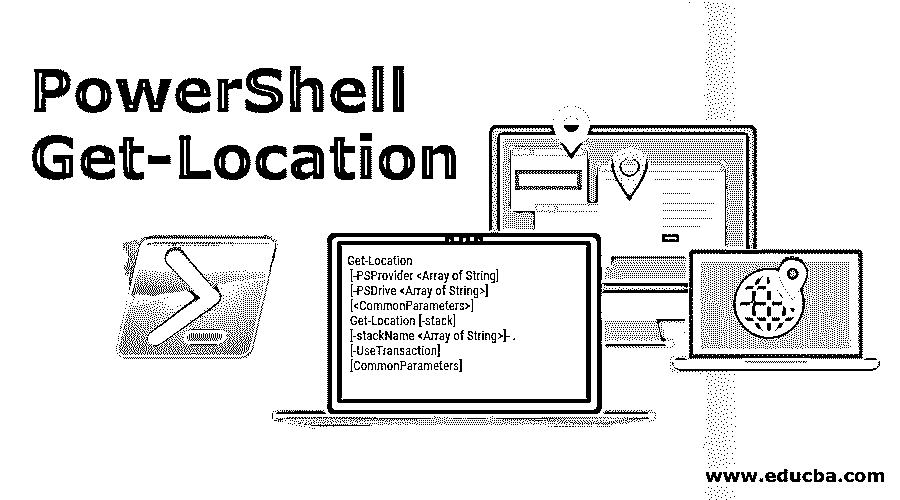 PowerShell
Get-Location
Get-Location
[-PSProvider <Array of String]
[-PSDrive <Array of String>]
[<CommonParameters>]
Get-Location [-stack]
[-stackName <Array of String>]- .
[-UseTransaction]
[CommonParameters]
www.educba.com